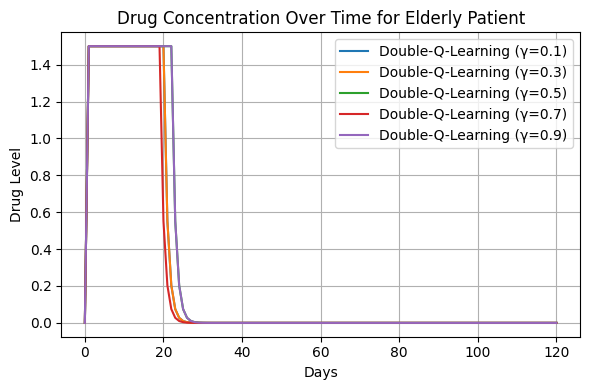 Drug Concentration Over Time for Elderly Patient
Double-Q-Learning (γ=0.1)
Double-Q-Learning (γ=0.3)
Double-Q-Learning (γ=0.5)
Double-Q-Learning (γ=0.7)
Double-Q-Learning (γ=0.9)
Drug Level
1.4
1.2
1.0
0.8
0.6
0.4
0.2
0.0
0 20 40 60 80 100 120
Days